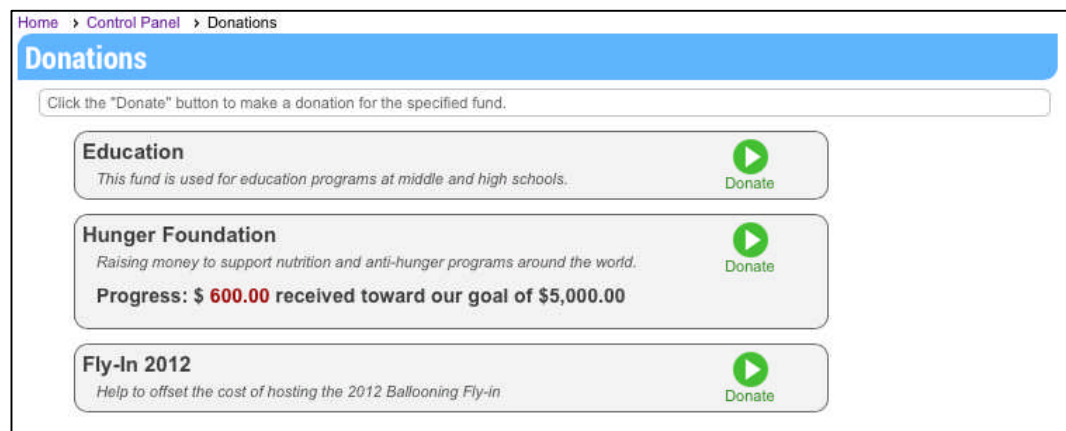 Home › Control Panel › Donations
Donations
Click the "Donate" button to make a donation for the specified fund.
Education
This fund is used for education programs at middle and high schools.
Donate
Hunger Foundation
Raising money to support nutrition and anti-hunger programs around the world.
Donate
Progress: $ 600.00 received toward our goal of $5,000.00
Fly-In 2012
Help to offset the cost of hosting the 2012 Ballooning Fly-in
Donate